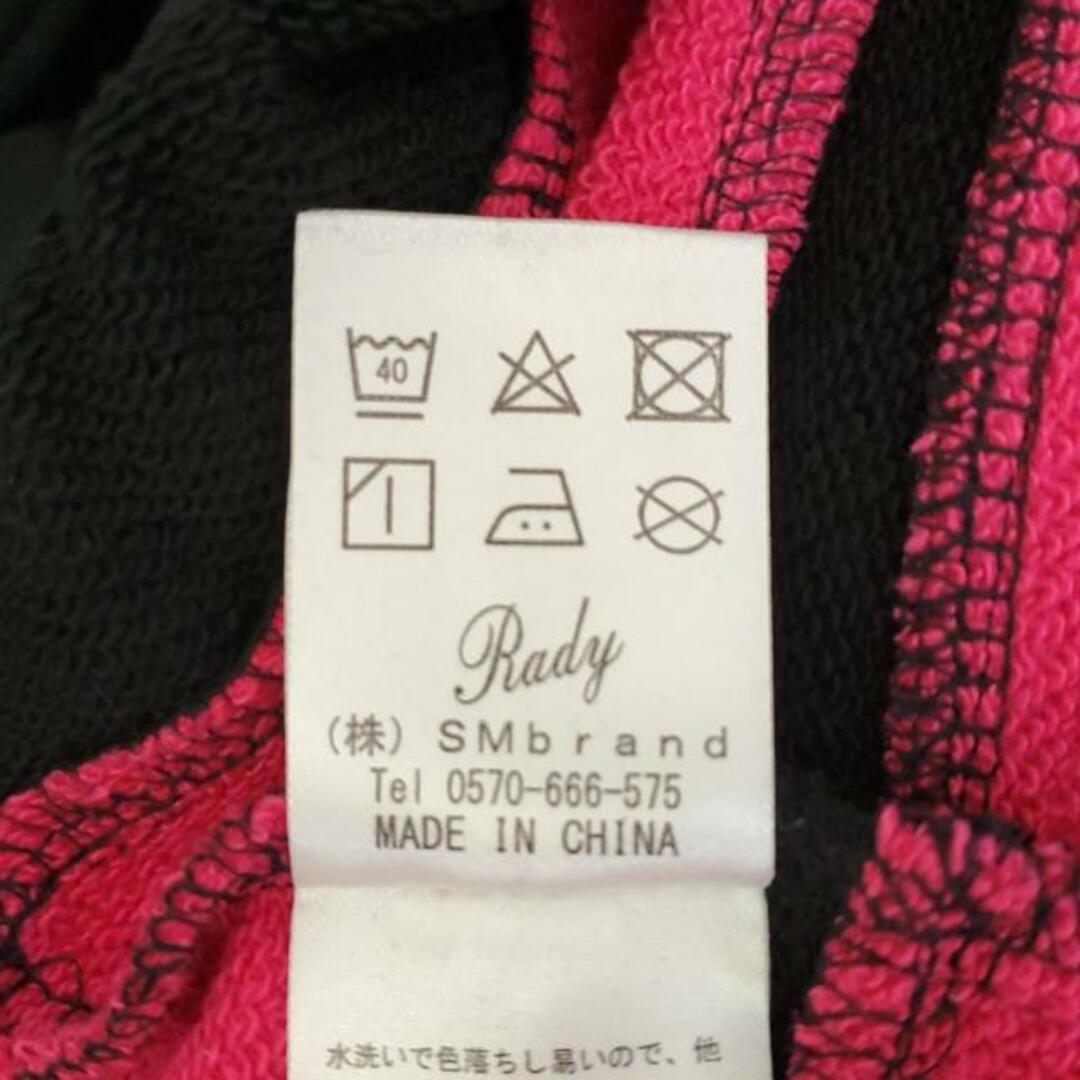 40
Rady
(株) SMbrand
Tel 0570-666-575
MADE IN CHINA
水洗いで色落ちし易いので、他